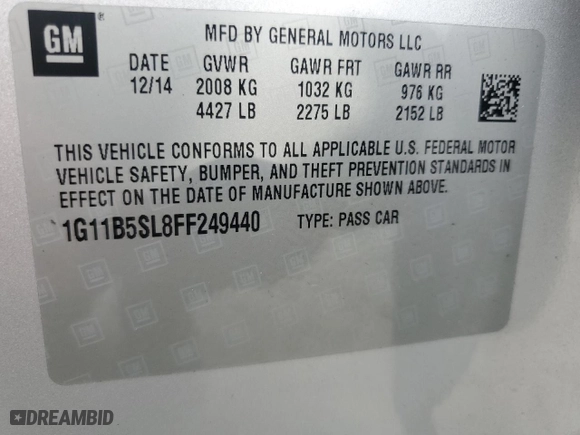 GM ®
MFD BY GENERAL MOTORS LLC
DATE GVWR GAWR FRT GAWR RR
12/14 2008 KG 1032 KG 976 KG
4427 LB 2275 LB 2152 LB
THIS VEHICLE CONFORMS TO ALL APPLICABLE U.S. FEDERAL MOTOR
VEHICLE SAFETY, BUMPER, AND THEFT PREVENTION STANDARDS IN
EFFECT ON THE DATE OF MANUFACTURE SHOWN ABOVE.
1G11B5SL8FF249440 TYPE: PASS CAR
DREAMBID